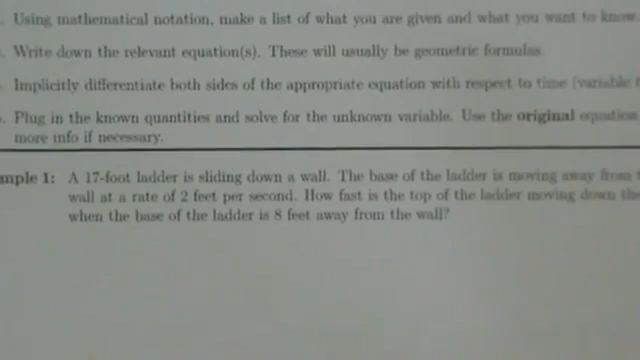 . Using mathematical notation, make a list of what you are given and what you want to know.
. Write down the relevant equation(s). These will usually be geometric formulas
. Implicitly differentiate both sides of the appropriate equation with respect to time (variable
. Plug in the known quantities and solve for the unknown variable. Use the original equation
more info if necessary.
mple 1: A 17-foot ladder is sliding down a wall. The base of the ladder is moving away from
wall at a rate of 2 feet per second. How fast is the top of the ladder moving down the
when the base of the ladder is 8 feet away from the wall?